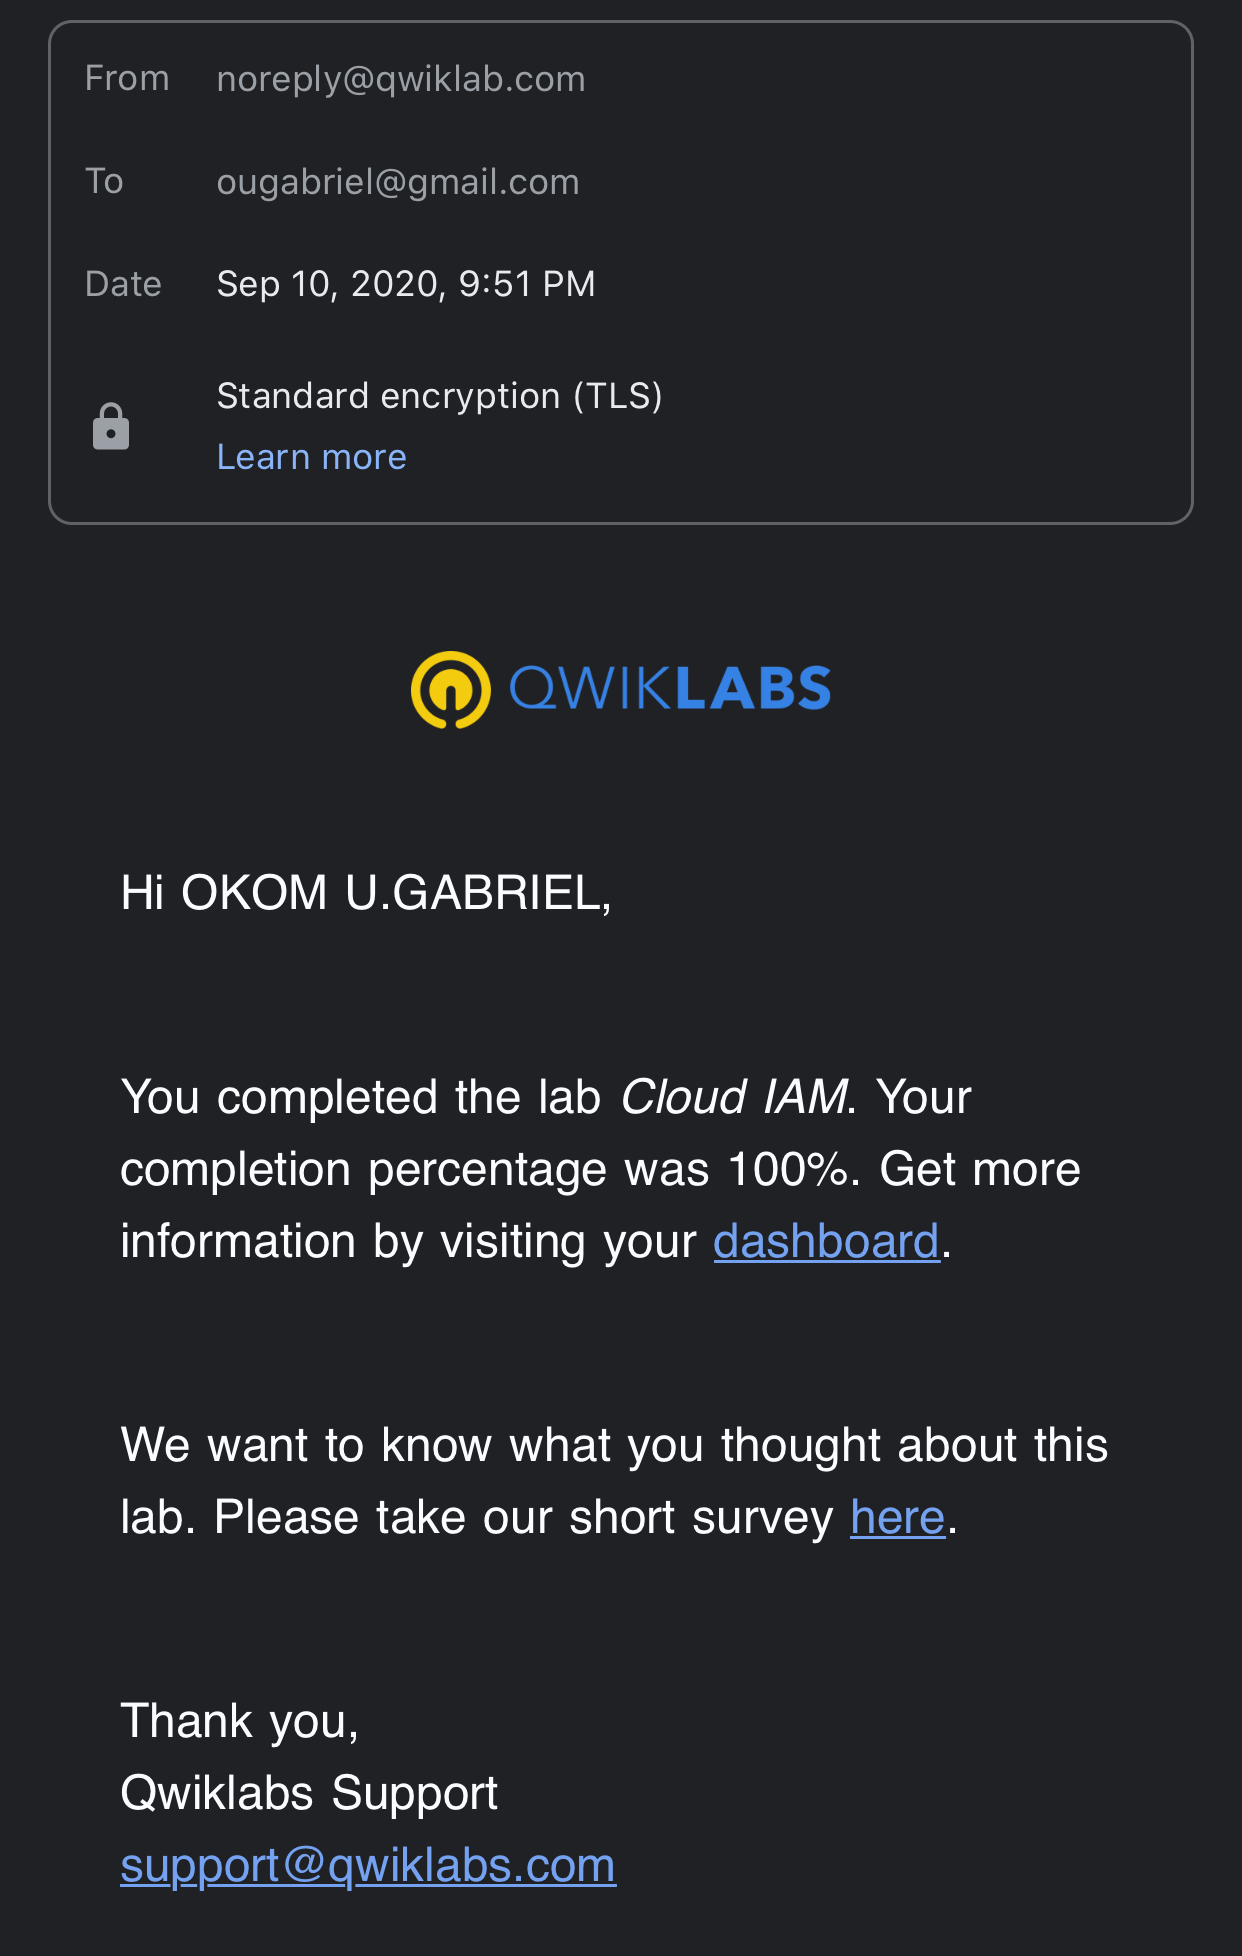 From noreply@qwiklab.com
To ougabriel@gmail.com
Date Sep 10, 2020, 9:51 PM
Standard encryption (TLS)
Learn more
QWIKLABS
Hi OKOM U.GABRIEL,
You completed the lab Cloud IAM. Your
completion percentage was 100%. Get more
information by visiting your dashboard.
We want to know what you thought about this
lab. Please take our short survey here.
Thank you,
Qwiklabs Support
support@qwiklabs.com